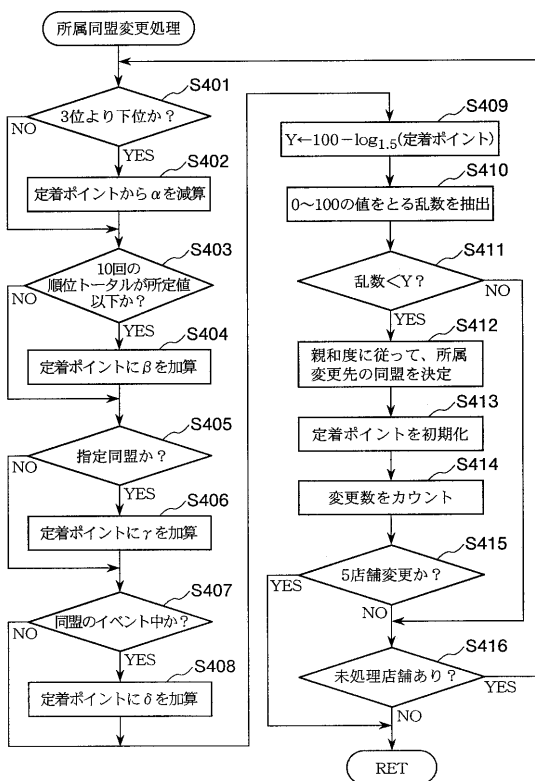 所属同盟変更処理
S401
3位より下位か？
NO
YES
S402
定着ポイントからαを減算
S403
10回の
順位トータルが所定値
以下か？
NO
YES
S404
定着ポイントにβを加算
S405
指定同盟か？
NO
YES
S406
定着ポイントにγを加算
S407
同盟のイベント中か？
NO
YES
S408
定着ポイントにδを加算
S409
Y←100−log1.5(定着ポイント)
S410
0〜100の値をとる乱数を抽出
S411
乱数＜Y？
NO
YES
S412
親和度に従って、所属
変更先の同盟を決定
S413
定着ポイントを初期化
S414
変更数をカウント
S415
5店舗変更か？
YES
NO
S416
未処理店舗あり？
YES
NO
RET